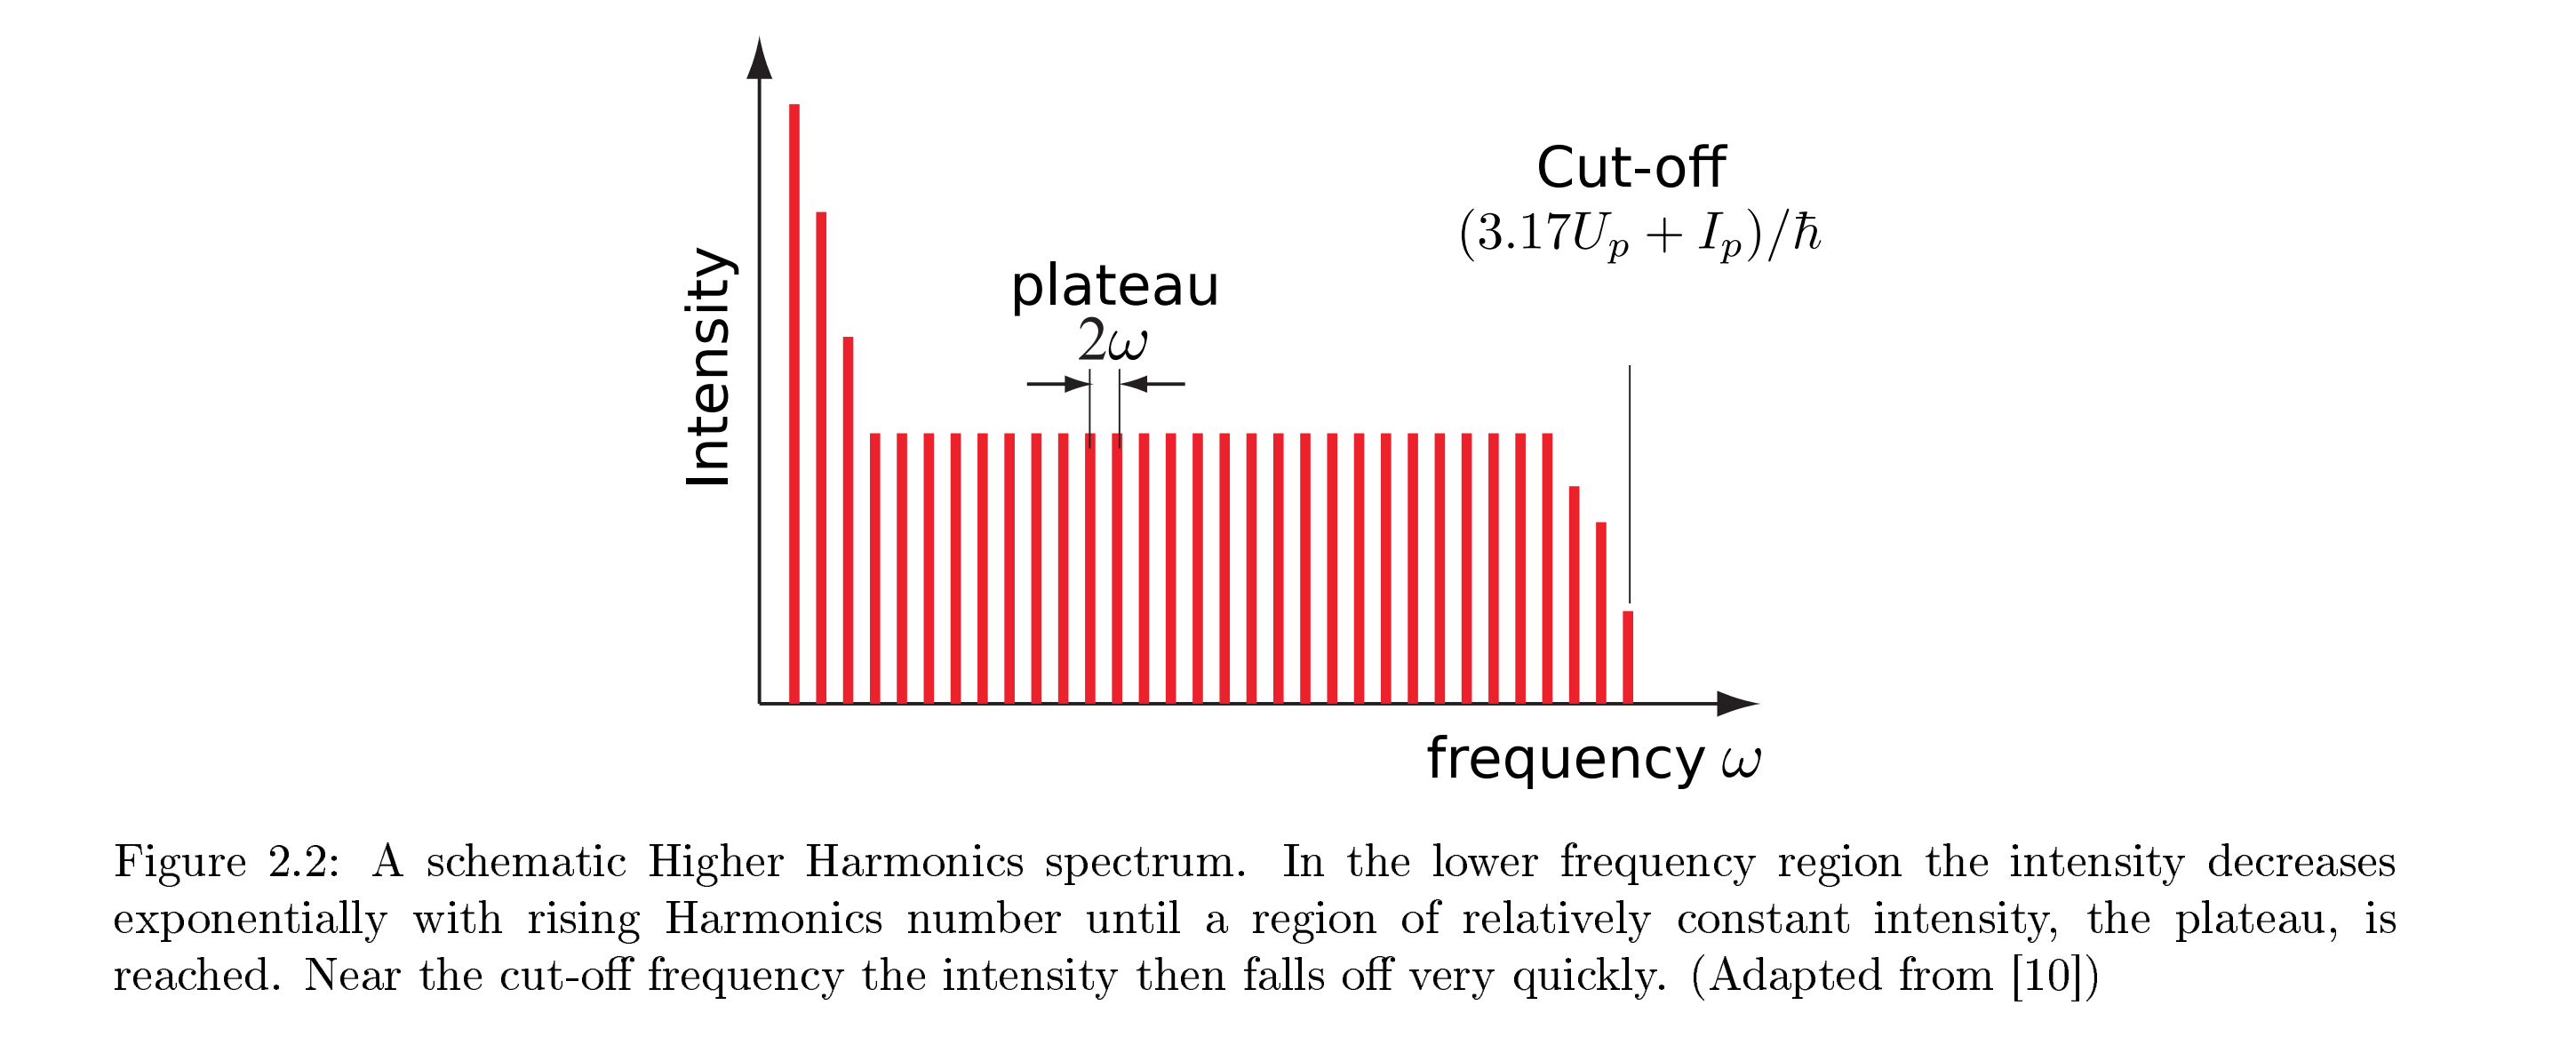 Cut-off
(3.17U_p + I_p)/ħ
plateau
2ω
Intensity
frequency ω
Figure 2.2: A schematic Higher Harmonics spectrum. In the lower frequency region the intensity decreases
exponentially with rising Harmonics number until a region of relatively constant intensity, the plateau, is
reached. Near the cut-off frequency the intensity then falls off very quickly. (Adapted from [10])